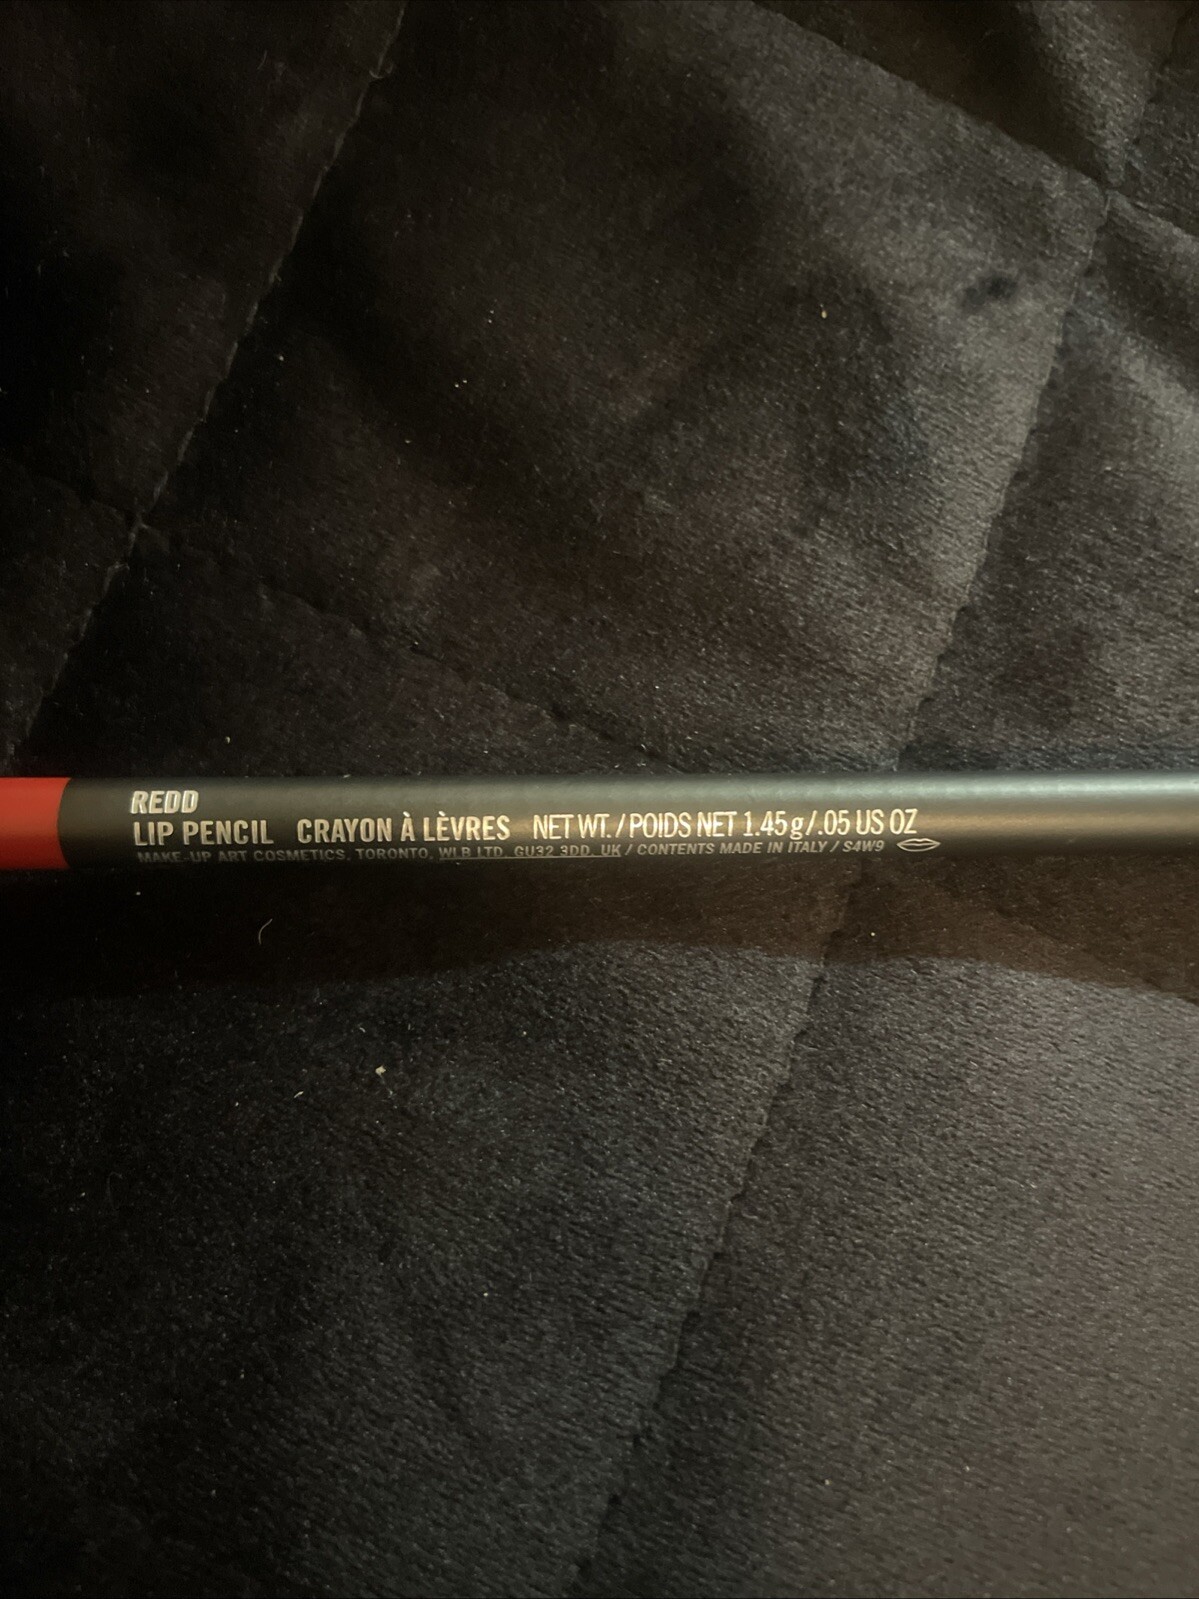 REDD
LIP PENCIL CRAYON À LÈVRES NET WT./POIDS NET 1.45g/.05 US OZ
MAKE-UP ART COSMETICS, TORONTO, WLB LTD, GU32 3DD, UK / CONTENTS MADE IN ITALY / S4W9